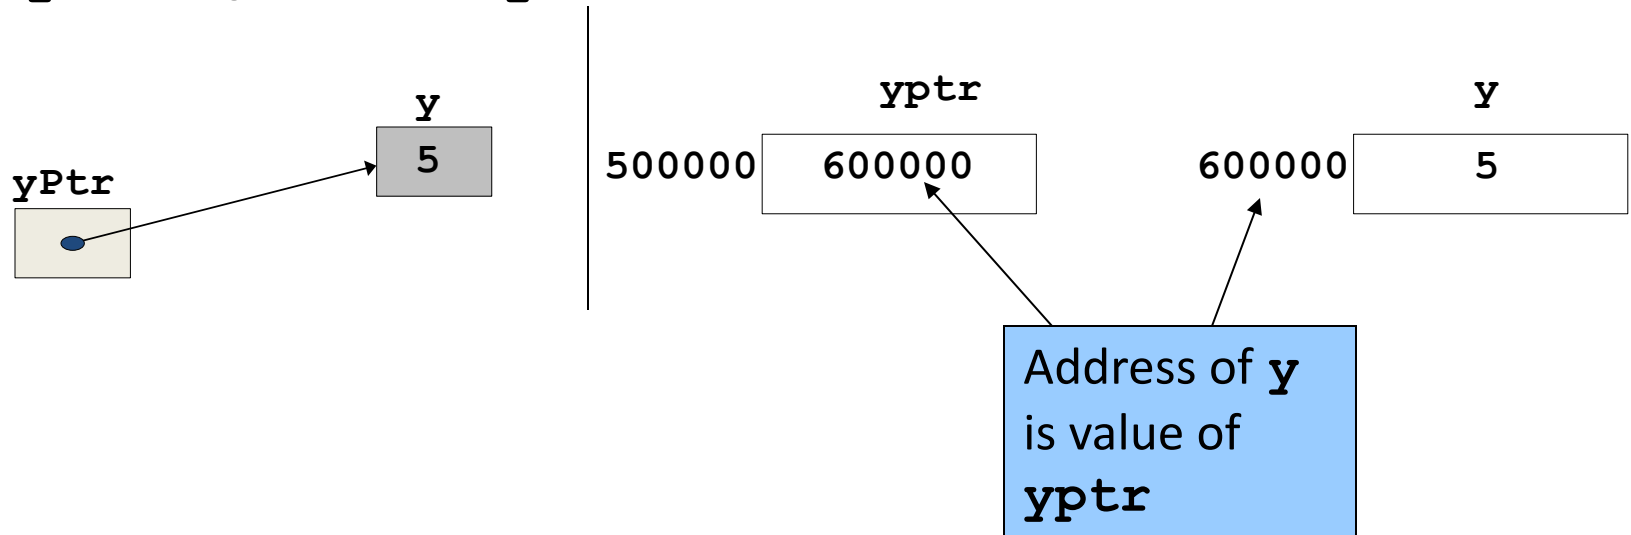 yptr y
y
500000 600000 600000 5
5
yPtr
Address of y
is value of
yptr